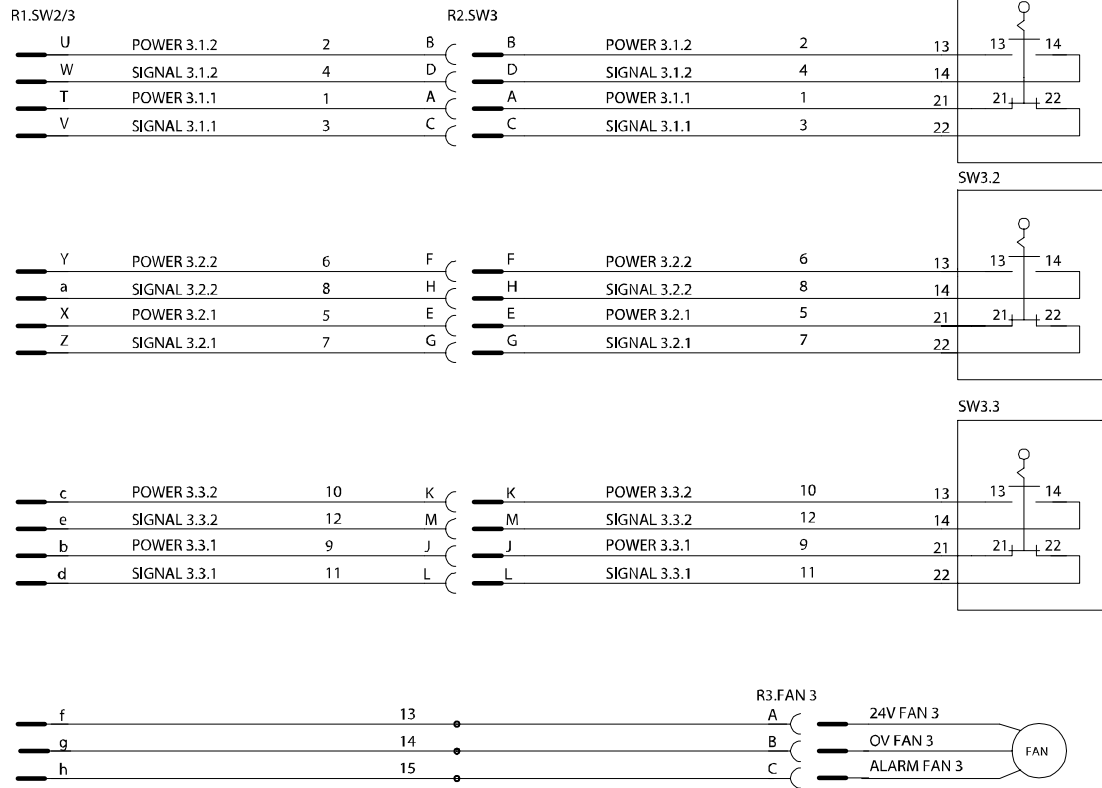 R1.SW2/3 R2.SW3
U POWER 3.1.2 2 B B POWER 3.1.2 2 13 13 14
W SIGNAL 3.1.2 4 D D SIGNAL 3.1.2 4 14
T POWER 3.1.1 1 A A POWER 3.1.1 1 21 21 22
V SIGNAL 3.1.1 3 C C SIGNAL 3.1.1 3 22
SW3.2
Y POWER 3.2.2 6 F F POWER 3.2.2 6 13 13 14
a SIGNAL 3.2.2 8 H H SIGNAL 3.2.2 8 14
X POWER 3.2.1 5 E E POWER 3.2.1 5 21 21 22
Z SIGNAL 3.2.1 7 G G SIGNAL 3.2.1 7 22
SW3.3
c POWER 3.3.2 10 K K POWER 3.3.2 10 13 13 14
e SIGNAL 3.3.2 12 M M SIGNAL 3.3.2 12 14
b POWER 3.3.1 9 J J POWER 3.3.1 9 21 21 22
d SIGNAL 3.3.1 11 L L SIGNAL 3.3.1 11 22
R3.FAN 3
f 13 A 24V FAN 3
g 14 B OV FAN 3 FAN
h 15 C ALARM FAN 3